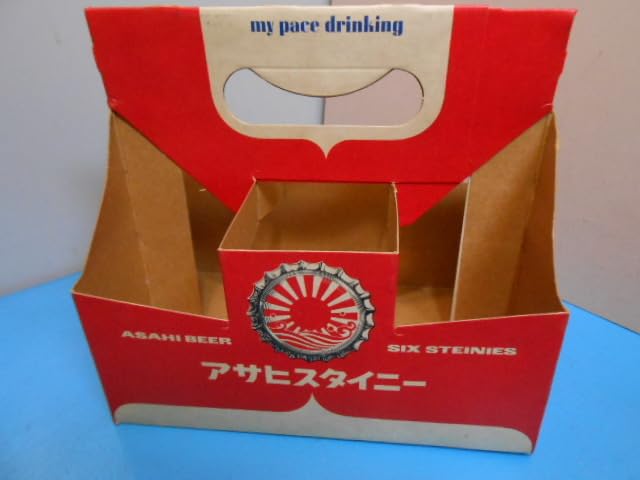 my pace drinking
ASAHI BEER
SIX STEINIES
アサヒスタイニー